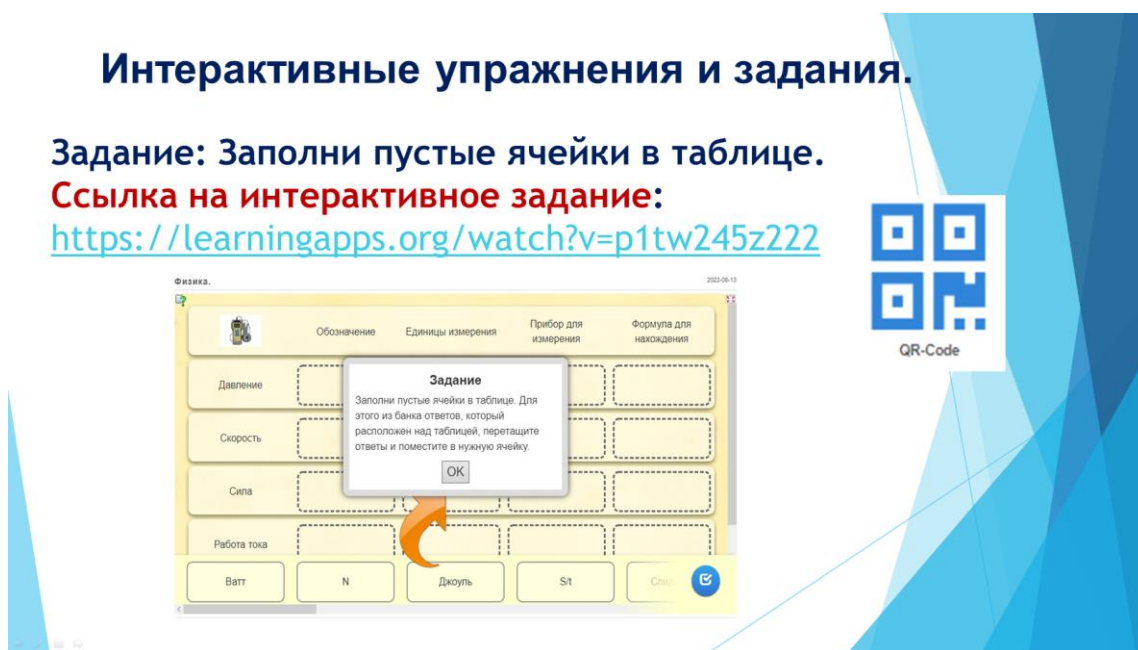 Интерактивные упражнения и задания.
Задание: Заполни пустые ячейки в таблице.
Ссылка на интерактивное задание:
https://learningapps.org/watch?v=p1tw245z222
QR-Code
Физика.
2022-06-13
Обозначение Единицы измерения Прибор для измерения Формула для нахождения
Давление
Задание
Заполни пустые ячейки в таблице. Для
этого из банка ответов, который
расположен над таблицей, перетащите
ответы и поместите в нужную ячейку.
OK
Скорость
Сила
Работа тока
Ватт N Джоуль S/t